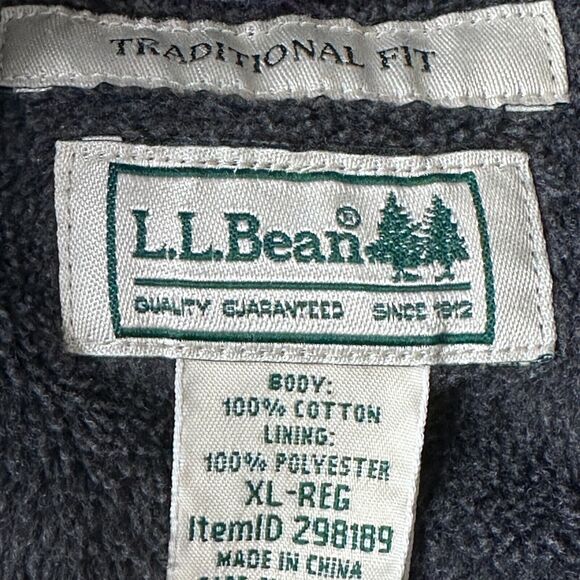 TRADITIONAL FIT
L.L.Bean®
QUALITY GUARANTEED SINCE 1912
BODY:
100% COTTON
LINING:
100% POLYESTER
XL-REG
ItemID 298189
MADE IN CHINA